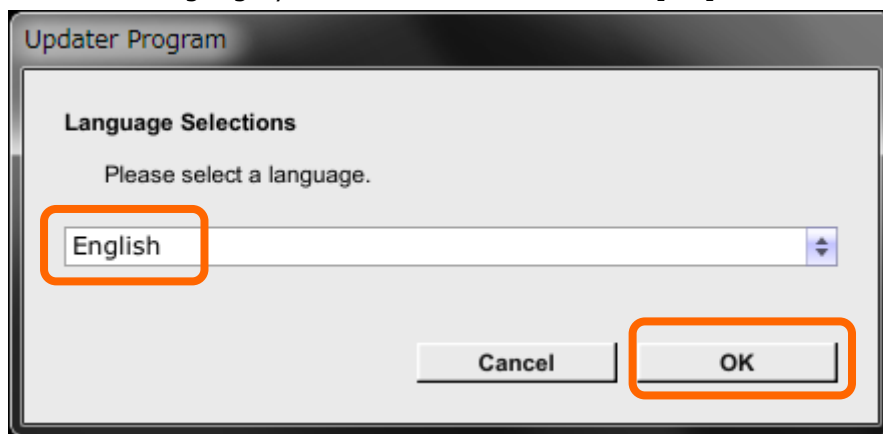 Updater Program
Language Selections
Please select a language.
English
Cancel
OK